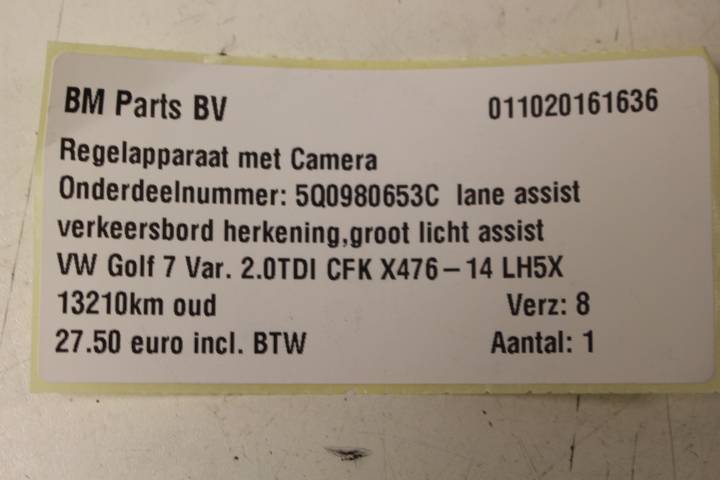 BM Parts BV 011020161636
Regelapparaat met Camera
Onderdeelnummer: 5Q0980653C lane assist
verkeersbord herkening,groot licht assist
VW Golf 7 Var. 2.0TDI CFK X476-14 LH5X
13210km oud Verz: 8
27.50 euro incl. BTW Aantal: 1